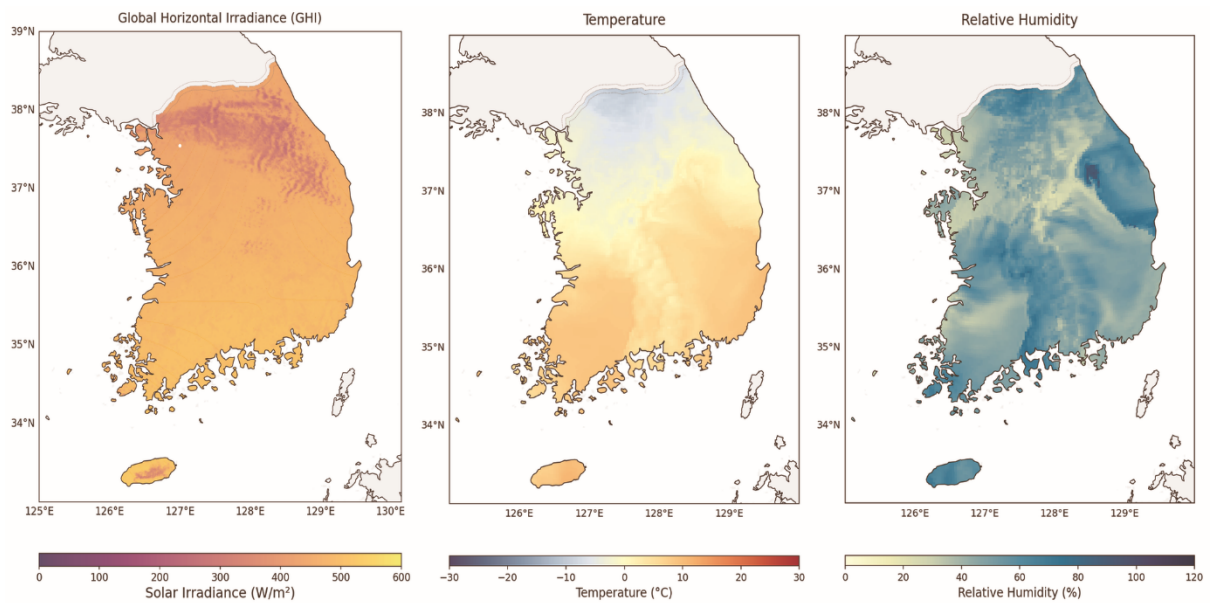 Global Horizontal Irradiance (GHI)
39°N
38°N
37°N
36°N
35°N
34°N
125°E 126°E 127°E 128°E 129°E 130°E
0 100 200 300 400 500 600
Solar Irradiance (W/m²)
Temperature
38°N
37°N
36°N
35°N
34°N
126°E 127°E 128°E 129°E
−30 −20 −10 0 10 20 30
Temperature (°C)
Relative Humidity
38°N
37°N
36°N
35°N
34°N
126°E 127°E 128°E 129°E
0 20 40 60 80 100 120
Relative Humidity (%)